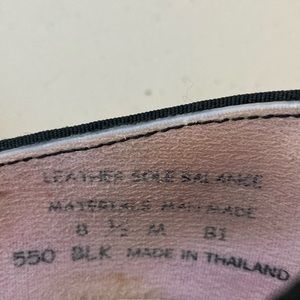 LEATHER SOLE BALANCE
MATERIALS MAN MADE
8 ½ M B1
550 BLK MADE IN THAILAND